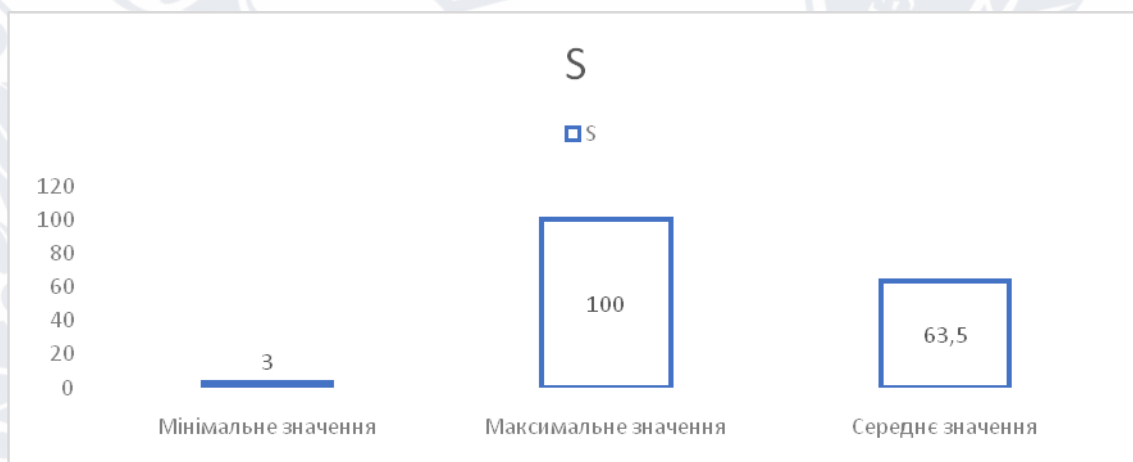 S
S
120
100
80
60
40
20
0
3
100
63,5
Мінімальне значення
Максимальне значення
Середнє значення